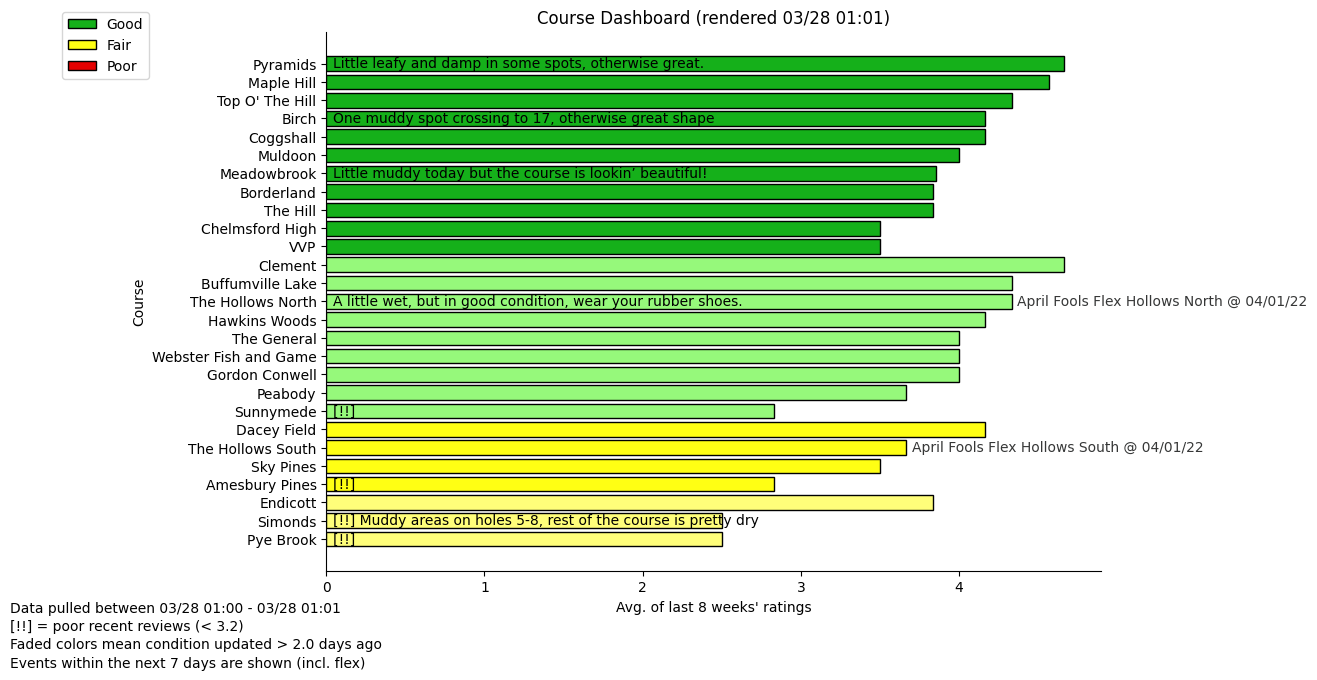 Good
Fair
Poor
Course Dashboard (rendered 03/28 01:01)
Course
Pyramids Little leafy and damp in some spots, otherwise great.
Maple Hill
Top O' The Hill
Birch One muddy spot crossing to 17, otherwise great shape
Coggshall
Muldoon
Meadowbrook Little muddy today but the course is lookin’ beautiful!
Borderland
The Hill
Chelmsford High
VVP
Clement
Buffumville Lake
The Hollows North A little wet, but in good condition, wear your rubber shoes. April Fools Flex Hollows North @ 04/01/22
Hawkins Woods
The General
Webster Fish and Game
Gordon Conwell
Peabody
Sunnymede [!!]
Dacey Field
The Hollows South April Fools Flex Hollows South @ 04/01/22
Sky Pines
Amesbury Pines [!!]
Endicott
Simonds [!!] Muddy areas on holes 5-8, rest of the course is pretty dry
Pye Brook [!!]
0 1 2 3 4
Avg. of last 8 weeks' ratings
Data pulled between 03/28 01:00 - 03/28 01:01
[!!] = poor recent reviews (< 3.2)
Faded colors mean condition updated > 2.0 days ago
Events within the next 7 days are shown (incl. flex)